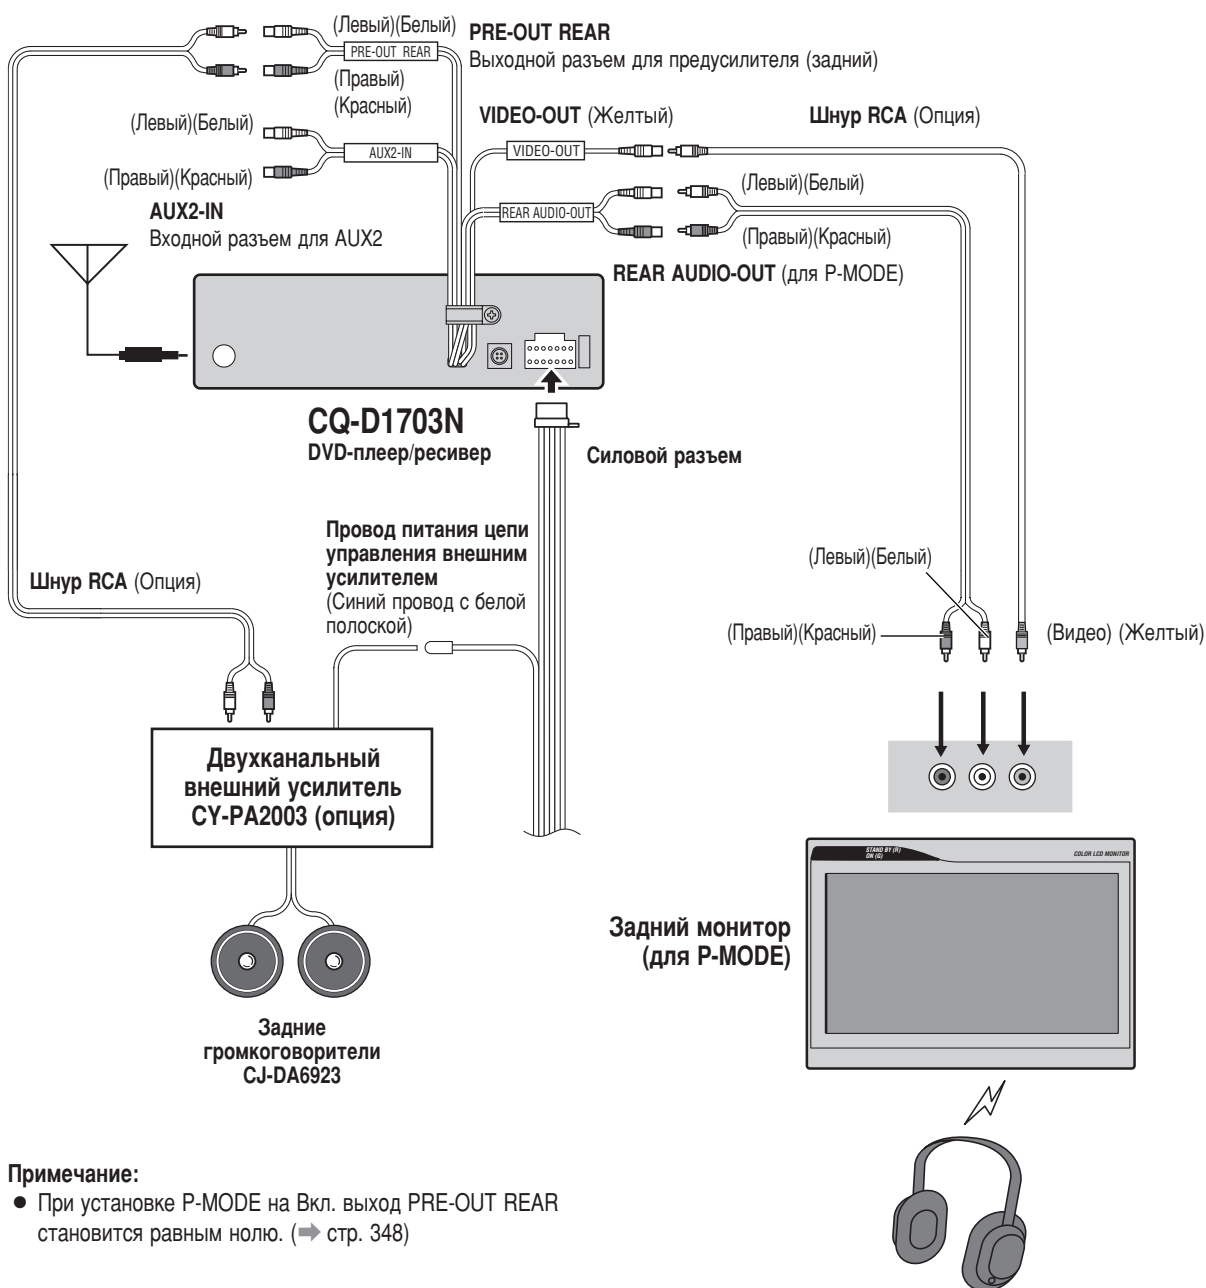 (Левый)(Белый)
PRE-OUT REAR
PRE-OUT REAR
Выходной разъем для предусилителя (задний)
(Правый)
(Красный)
(Левый)(Белый)
AUX2-IN
(Правый)(Красный)
AUX2-IN
Входной разъем для AUX2
VIDEO-OUT (Желтый)
Шнур RCA (Опция)
VIDEO-OUT
(Левый)(Белый)
REAR AUDIO-OUT
(Правый)(Красный)
REAR AUDIO-OUT (для P-MODE)
CQ-D1703N
DVD-плеер/ресивер
Силовой разъем
Провод питания цепи
управления внешним
усилителем
(Синий провод с белой
полоской)
Шнур RCA (Опция)
(Левый)(Белый)
(Правый)(Красный)
(Видео) (Желтый)
Двухканальный
внешний усилитель
CY-PA2003 (опция)
STAND BY (R)
ON (G)
COLOR LCD MONITOR
Задний монитор
(для P-MODE)
Задние
громкоговорители
CJ-DA6923
Примечание:
● При установке P-MODE на Вкл. выход PRE-OUT REAR
становится равным нолю. (➡ стр. 348)